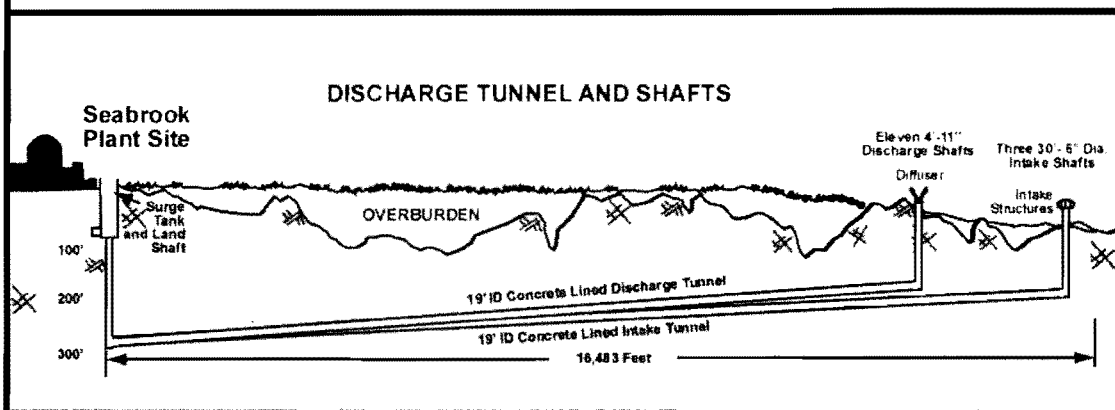 DISCHARGE TUNNEL AND SHAFTS
Seabrook
Plant Site
Eleven 4'-11"
Discharge Shafts
Diffuser
Three 30'-6" Dia.
Intake Shafts
Intake
Structures
Surge
Tank
and Land
Shaft
OVERBURDEN
100'
200'
300'
19' ID Concrete Lined Discharge Tunnel
19' ID Concrete Lined Intake Tunnel
16,483 Feet